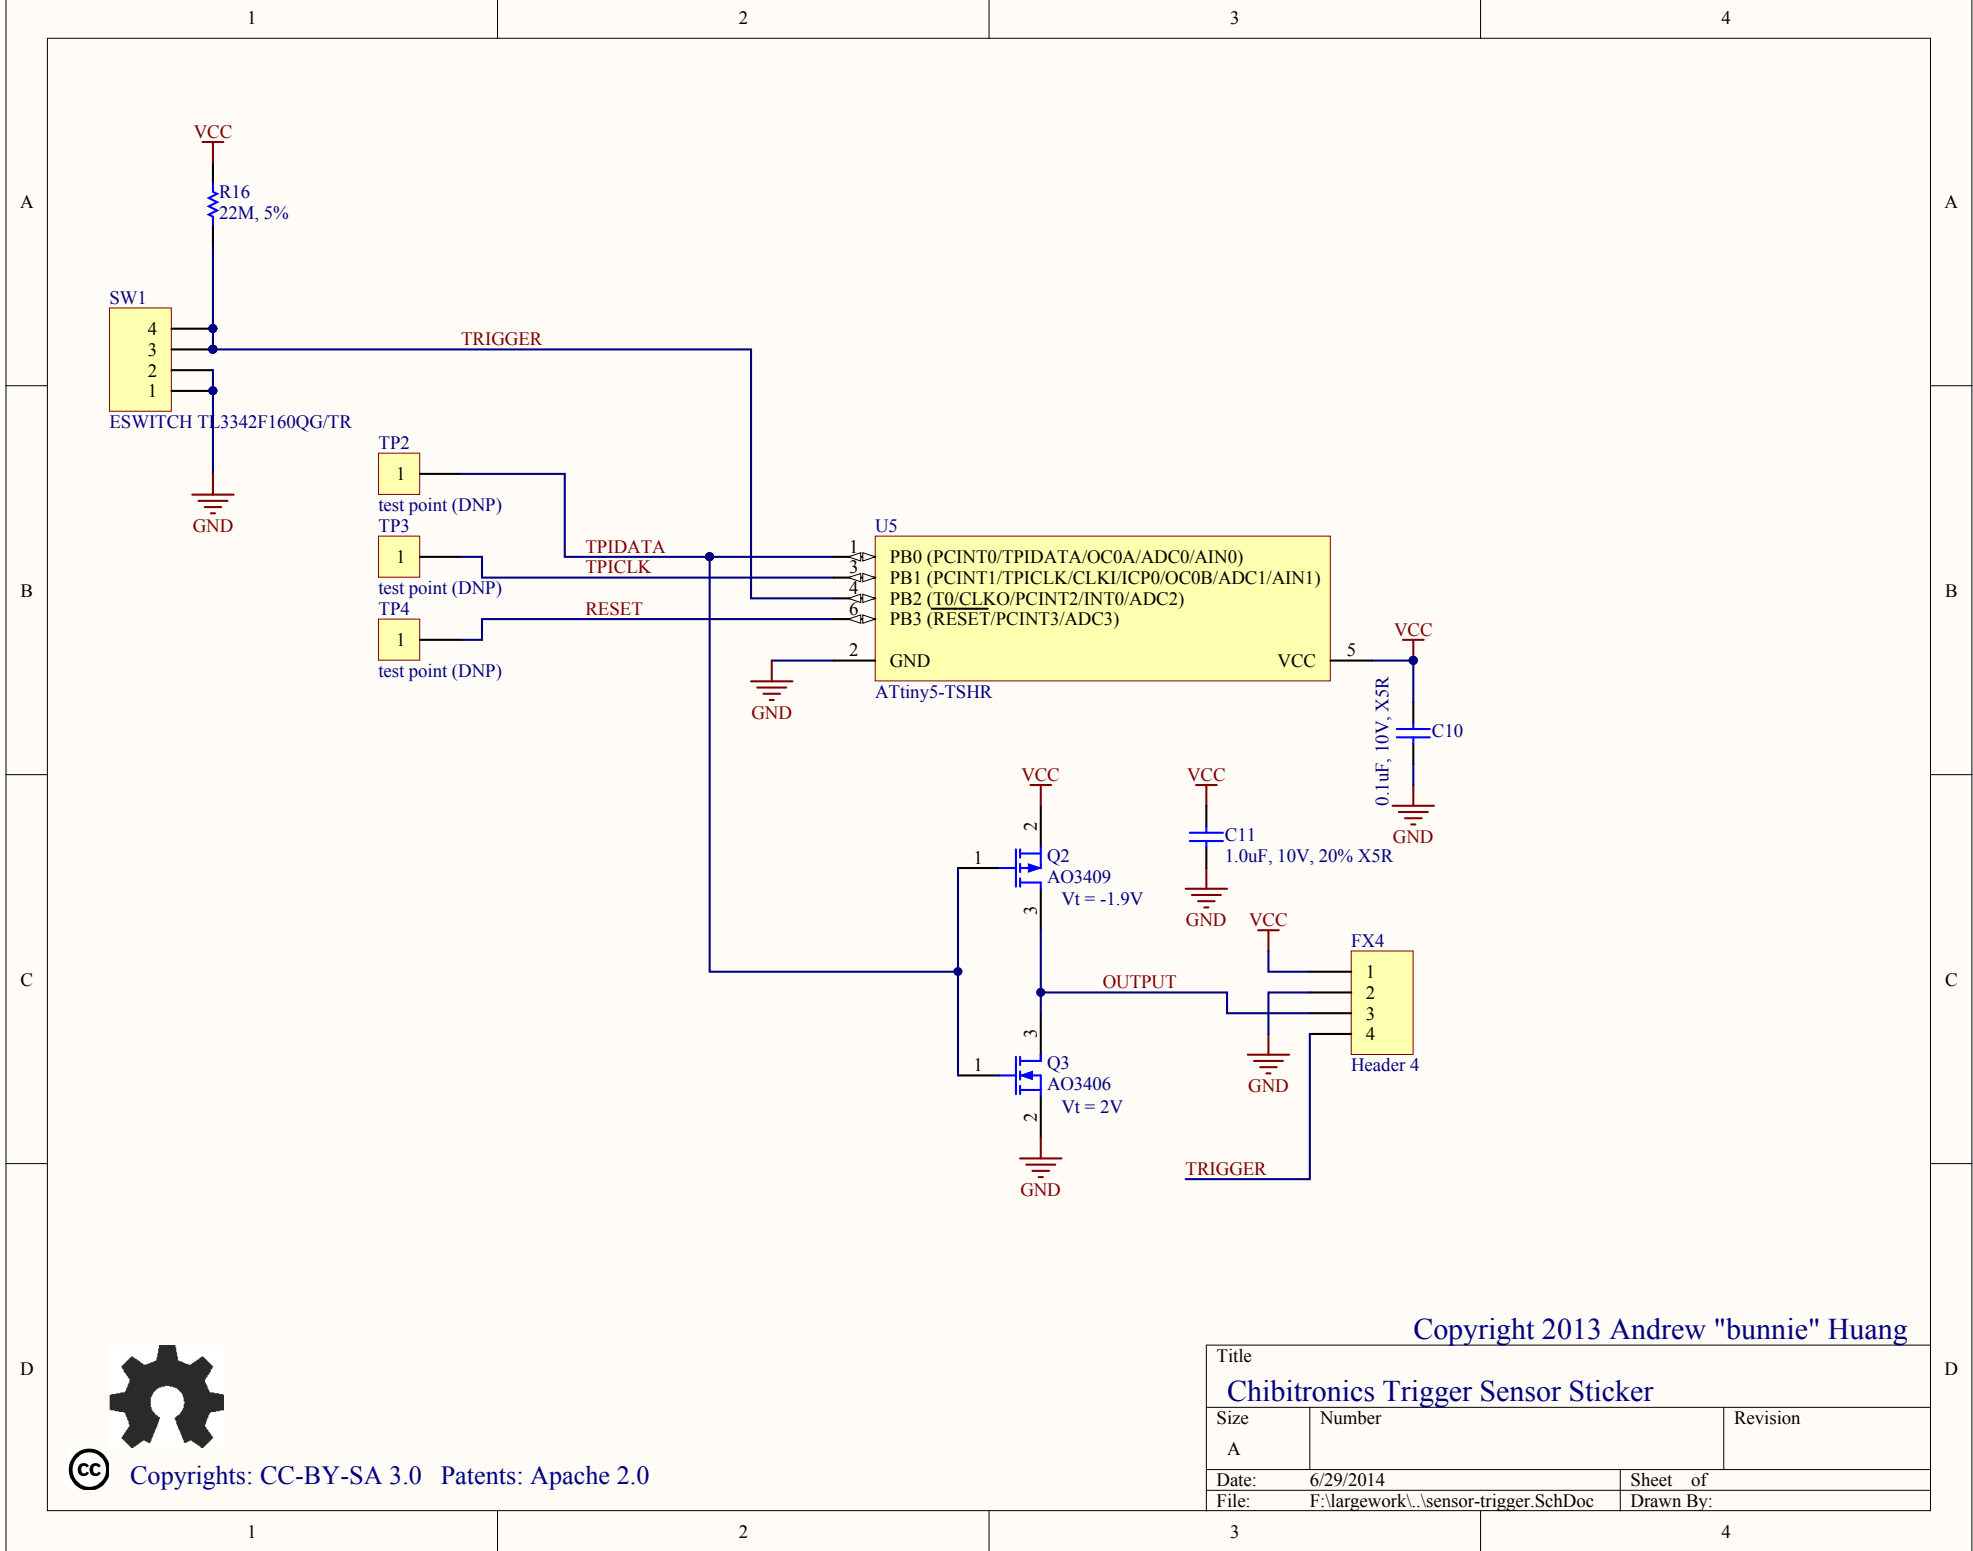 1 2 3 4
A
A
B
B
C
C
D
D
VCC
R16
22M, 5%
SW1
4
3
2
1
ESWITCH TL3342F160QG/TR
GND
TRIGGER
TP2
1
test point (DNP)
TP3
1
test point (DNP)
TP4
1
test point (DNP)
TPIDATA
TPICLK
RESET
U5
1 PB0 (PCINT0/TPIDATA/OC0A/ADC0/AIN0)
3 PB1 (PCINT1/TPICLK/CLKI/ICP0/OC0B/ADC1/AIN1)
4 PB2 (T0/CLKO/PCINT2/INT0/ADC2)
6 PB3 (RESET/PCINT3/ADC3)
2 GND VCC 5
ATtiny5-TSHR
GND
VCC
0.1uF, 10V, X5R
C10
GND
VCC
2
1
Q2
AO3409
Vt = -1.9V
3
VCC
C11
1.0uF, 10V, 20% X5R
GND
OUTPUT
3
1
Q3
AO3406
Vt = 2V
2
GND
VCC
FX4
1
2
3
4
Header 4
GND
TRIGGER
Copyright 2013 Andrew "bunnie" Huang
Title
Chibitronics Trigger Sensor Sticker
Size Number Revision
A
Date: 6/29/2014 Sheet of
File: F:\largework\..\sensor-trigger.SchDoc Drawn By:
cc Copyrights: CC-BY-SA 3.0 Patents: Apache 2.0
1 2 3 4